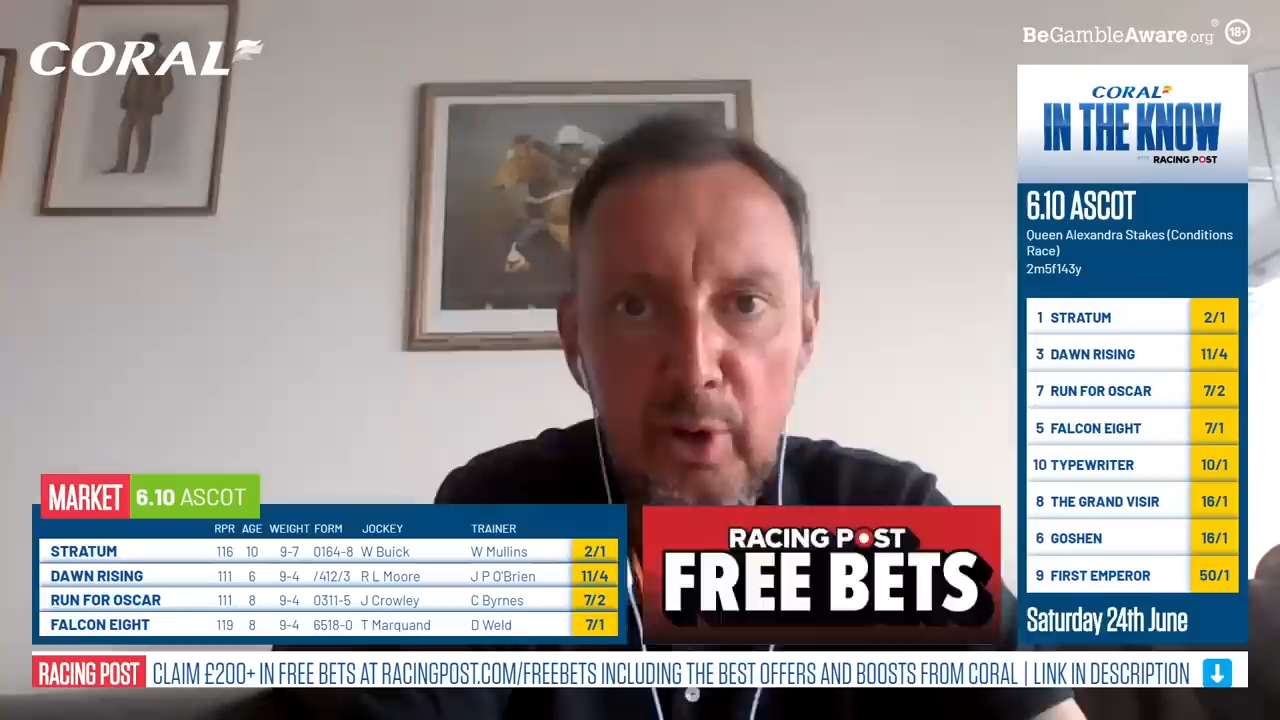 CORAL
BeGambleAware.org® 18+
CORAL
IN THE KNOW
WITH RACING POST
6.10 ASCOT
Queen Alexandra Stakes (Conditions
Race)
2m5f143y
1 STRATUM 2/1
3 DAWN RISING 11/4
7 RUN FOR OSCAR 7/2
5 FALCON EIGHT 7/1
10 TYPEWRITER 10/1
8 THE GRAND VISIR 16/1
6 GOSHEN 16/1
9 FIRST EMPEROR 50/1
Saturday 24th June
MARKET 6.10 ASCOT
RPR AGE WEIGHT FORM JOCKEY TRAINER
STRATUM 116 10 9-7 0164-8 W Buick W Mullins 2/1
DAWN RISING 111 6 9-4 /412/3 R L Moore J P O'Brien 11/4
RUN FOR OSCAR 111 8 9-4 0311-5 J Crowley C Byrnes 7/2
FALCON EIGHT 119 8 9-4 6518-0 T Marquand D Weld 7/1
RACING POST
FREE BETS
RACING POST CLAIM £200+ IN FREE BETS AT RACINGPOST.COM/FREEBETS INCLUDING THE BEST OFFERS AND BOOSTS FROM CORAL | LINK IN DESCRIPTION